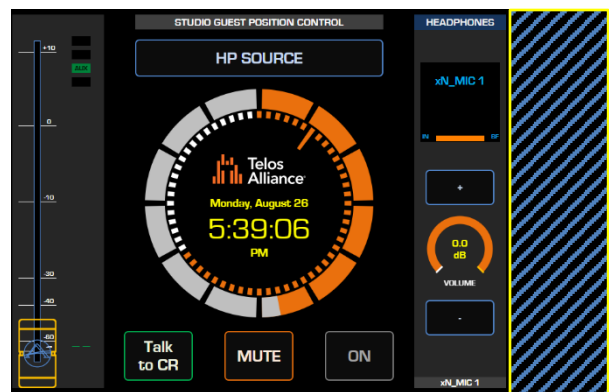 STUDIO GUEST POSITION CONTROL
HEADPHONES
+10
0
-10
-30
-40
-60
AUX
HP SOURCE
Telos
Alliance
Monday, August 26
5:39:06
PM
Talk
to CR
MUTE
ON
xN_MIC 1
IN
+
0.0
dB
VOLUME
-
xN_MIC 1